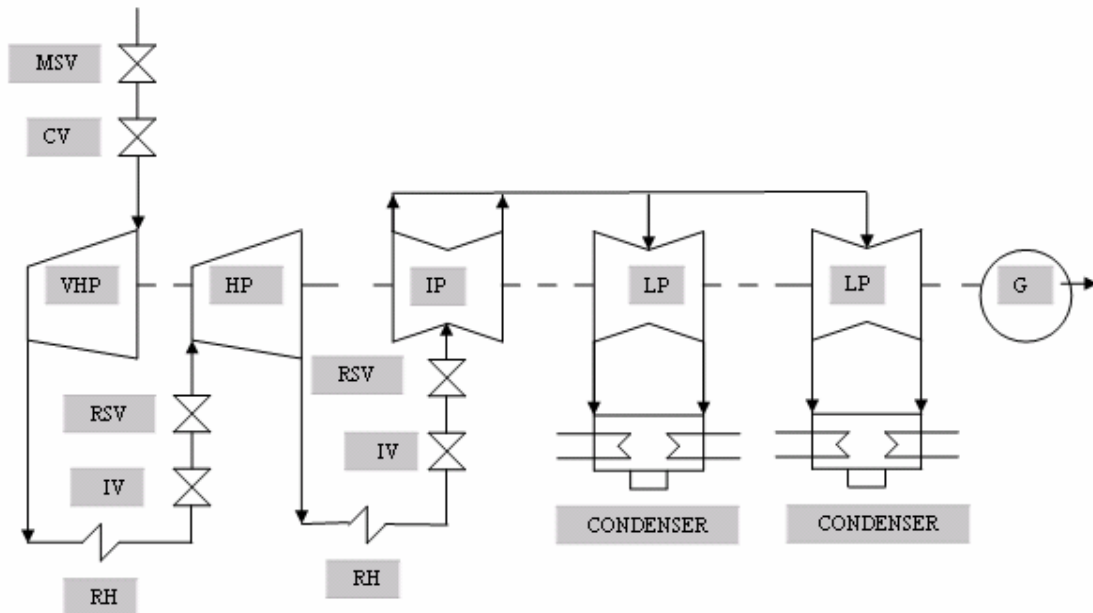 MSV
CV
VHP
HP
IP
LP
LP
G
RSV
RSV
IV
IV
CONDENSER
CONDENSER
RH
RH